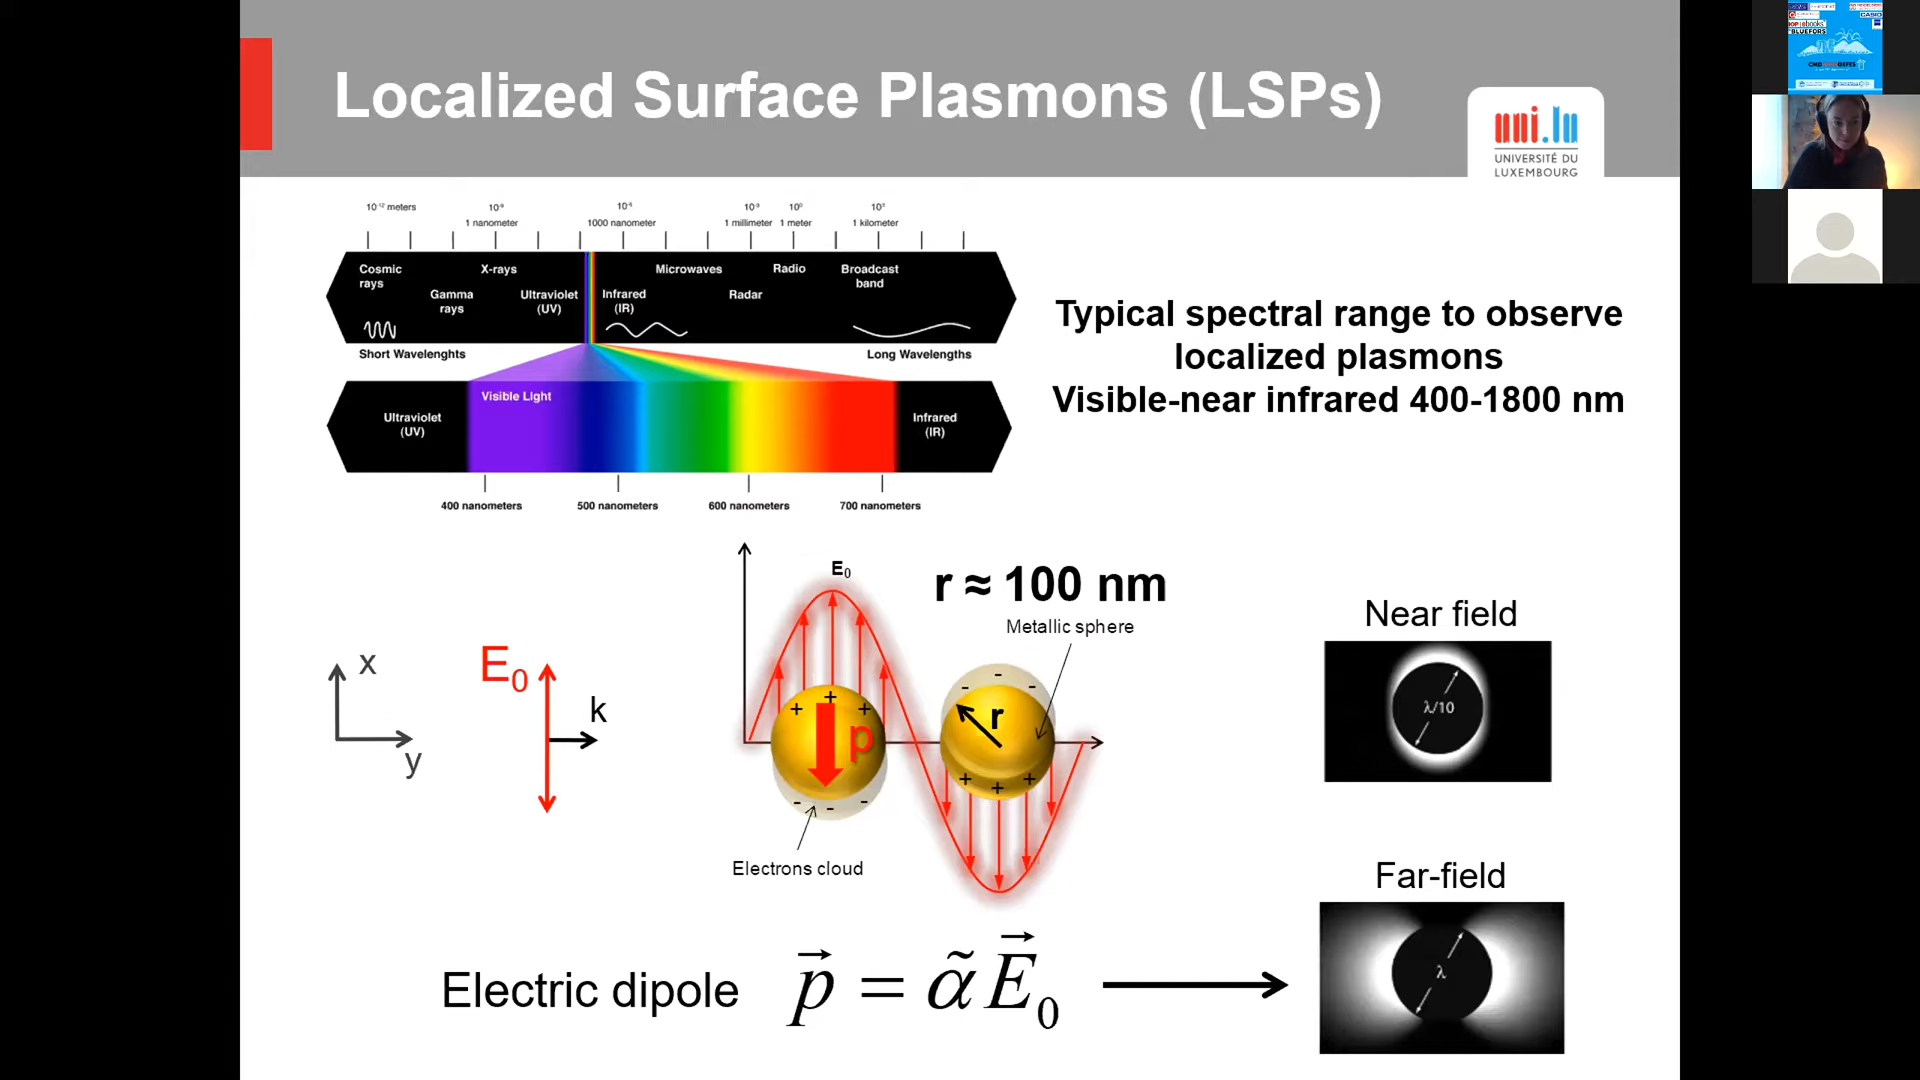 Localized Surface Plasmons (LSPs)
uni.lu
UNIVERSITÉ DU
LUXEMBOURG
10⁻¹² meters 10⁻⁹ 10⁻⁶ 10⁻³ 10⁰ 10³
1 nanometer 1000 nanometer 1 millimeter 1 meter 1 kilometer
Cosmic
rays
Gamma
rays
X-rays
Ultraviolet
(UV)
Infrared
(IR)
Microwaves
Radar
Radio
Broadcast
band
Short Wavelenghts
Long Wavelengths
Visible Light
Ultraviolet
(UV)
Infrared
(IR)
400 nanometers 500 nanometers 600 nanometers 700 nanometers
Typical spectral range to observe
localized plasmons
Visible-near infrared 400-1800 nm
x
y
E₀
k
E₀
r ≈ 100 nm
Metallic sphere
+ + +
p
- - -
Electrons cloud
- - -
r
+ + +
Near field
λ/10
Far-field
λ
Electric dipole p⃗ = α̃ E⃗₀
CASIO
IOP ebooks
BLUEFORS